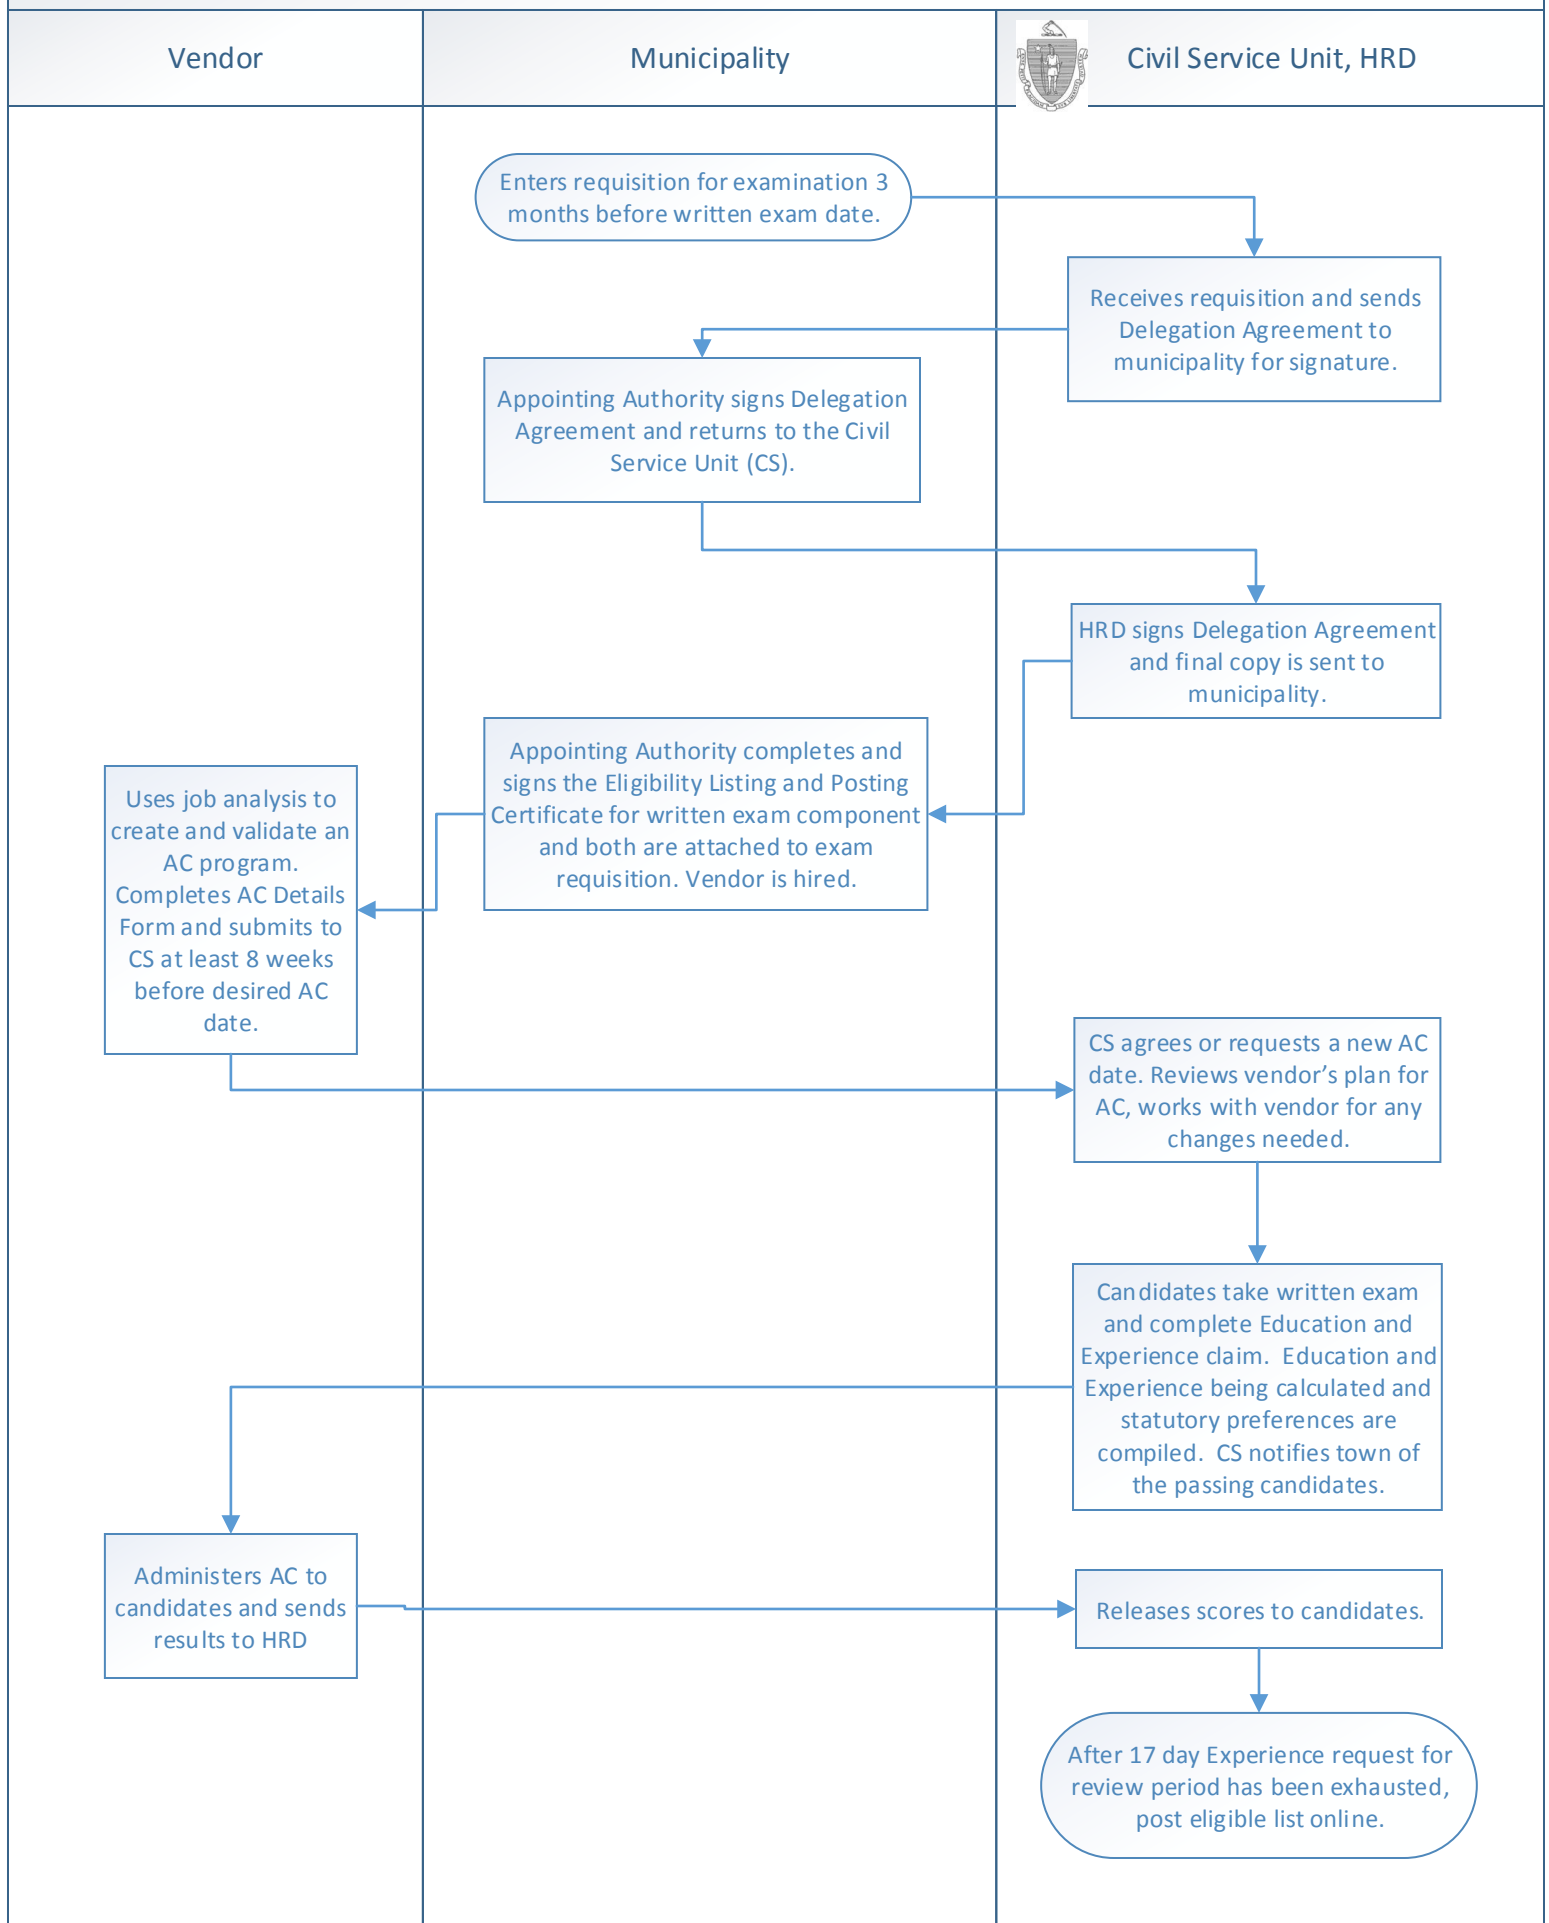 Vendor
Municipality
Civil Service Unit, HRD
Enters requisition for examination 3
months before written exam date.
Receives requisition and sends
Delegation Agreement to
municipality for signature.
Appointing Authority signs Delegation
Agreement and returns to the Civil
Service Unit (CS).
HRD signs Delegation Agreement
and final copy is sent to
municipality.
Appointing Authority completes and
signs the Eligibility Listing and Posting
Certificate for written exam component
and both are attached to exam
requisition. Vendor is hired.
Uses job analysis to
create and validate an
AC program.
Completes AC Details
Form and submits to
CS at least 8 weeks
before desired AC
date.
CS agrees or requests a new AC
date. Reviews vendor’s plan for
AC, works with vendor for any
changes needed.
Candidates take written exam
and complete Education and
Experience claim.  Education and
Experience being calculated and
statutory preferences are
compiled.  CS notifies town of
the passing candidates.
Administers AC to
candidates and sends
results to HRD
Releases scores to candidates.
After 17 day Experience request for
review period has been exhausted,
post eligible list online.